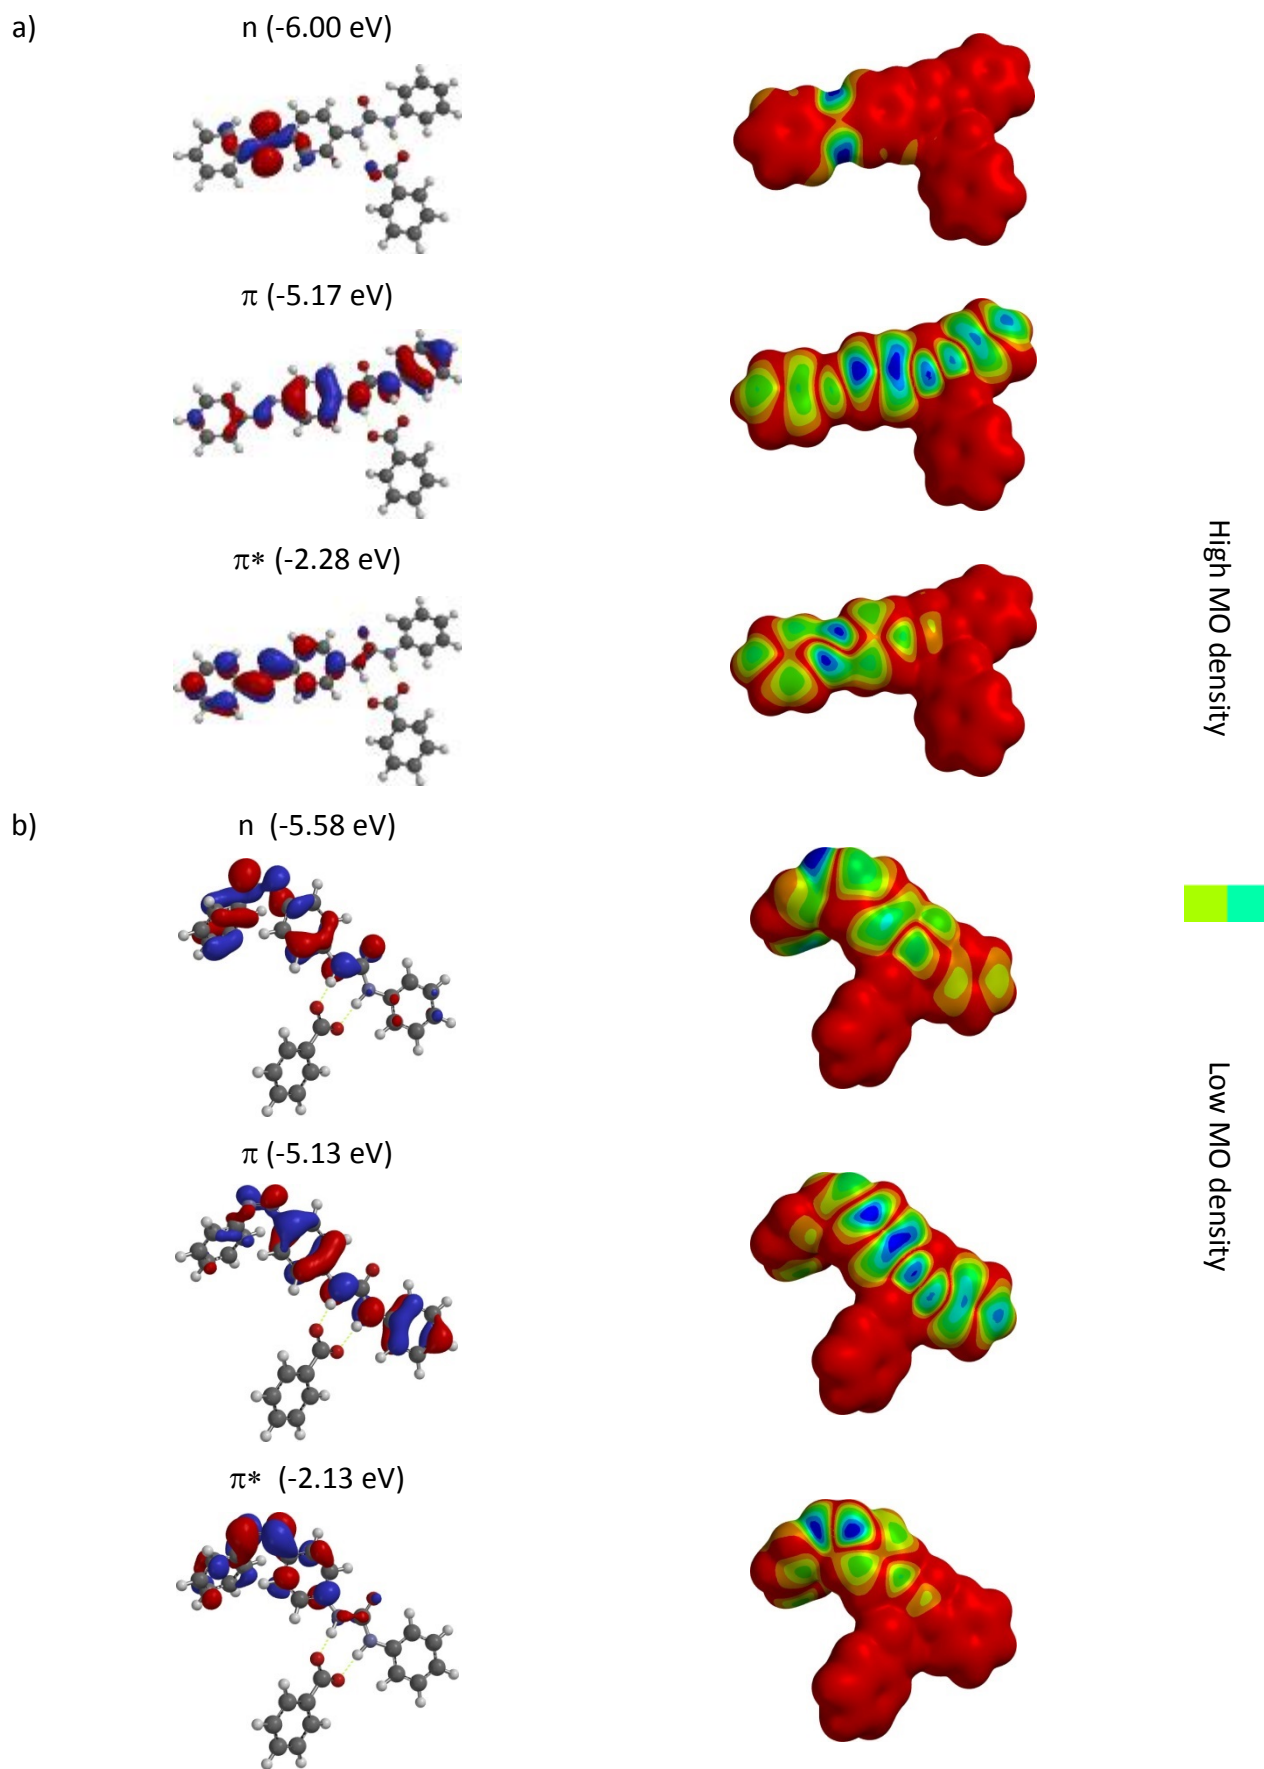 a)
n (-6.00 eV)
π (-5.17 eV)
π* (-2.28 eV)
High MO density
b)
n (-5.58 eV)
Low MO density
π (-5.13 eV)
π* (-2.13 eV)